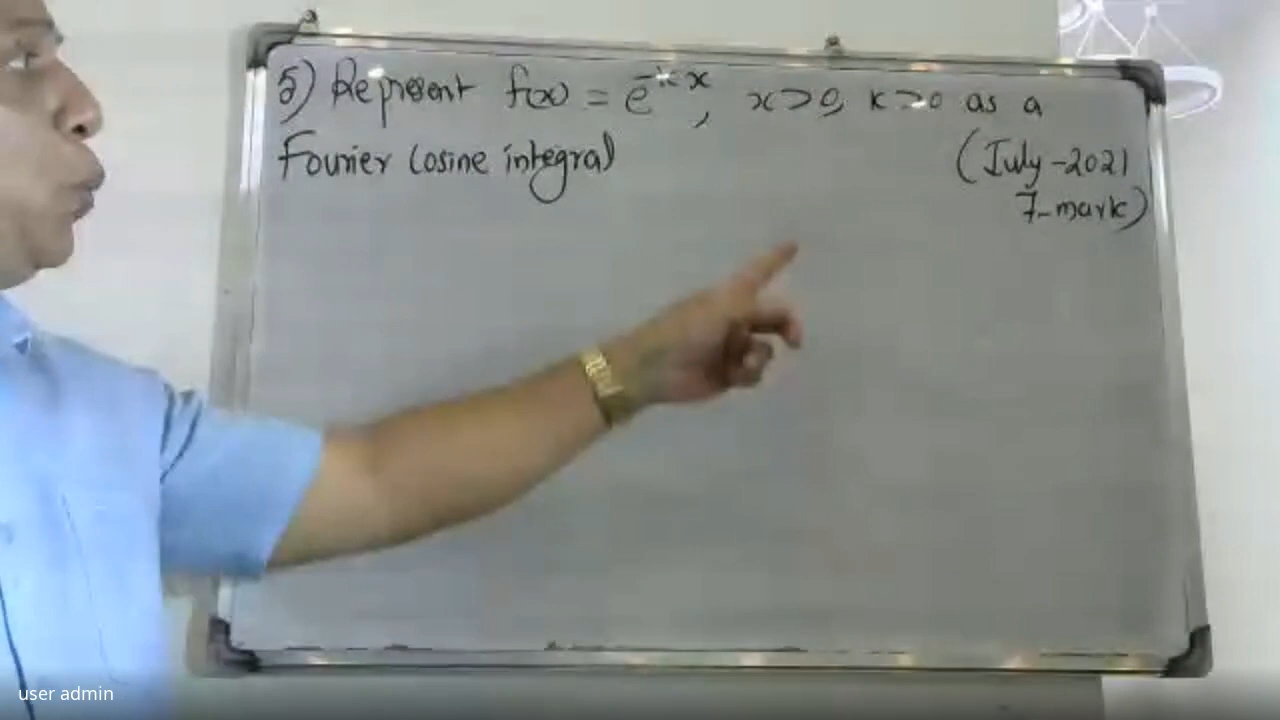 5) Represent f(x) = e^-kx, x>0, k>0 as a
Fourier Cosine integral
(July-2021
7-mark)
user admin